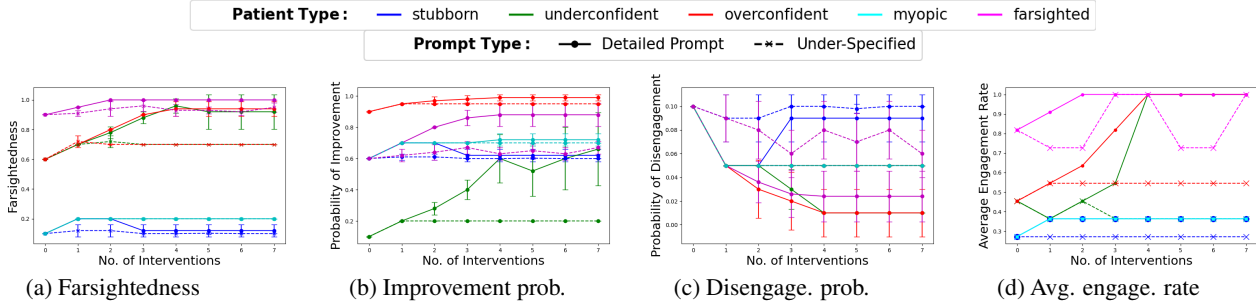 Patient Type: stubborn underconfident overconfident myopic farsighted
Prompt Type: Detailed Prompt Under-Specified
Farsightedness
1.0
0.8
0.6
0.4
0.2
0 1 2 3 4 5 6 7
No. of Interventions
(a) Farsightedness
Probability of Improvement
1.0
0.8
0.6
0.4
0.2
0.0
0 1 2 3 4 5 6 7
No. of Interventions
(b) Improvement prob.
Probability of Disengagement
0.10
0.08
0.06
0.04
0.02
0.00
0 1 2 3 4 5 6 7
No. of Interventions
(c) Disengage. prob.
Average Engagement Rate
1.0
0.9
0.8
0.7
0.6
0.5
0.4
0.3
0 1 2 3 4 5 6 7
No. of Interventions
(d) Avg. engage. rate